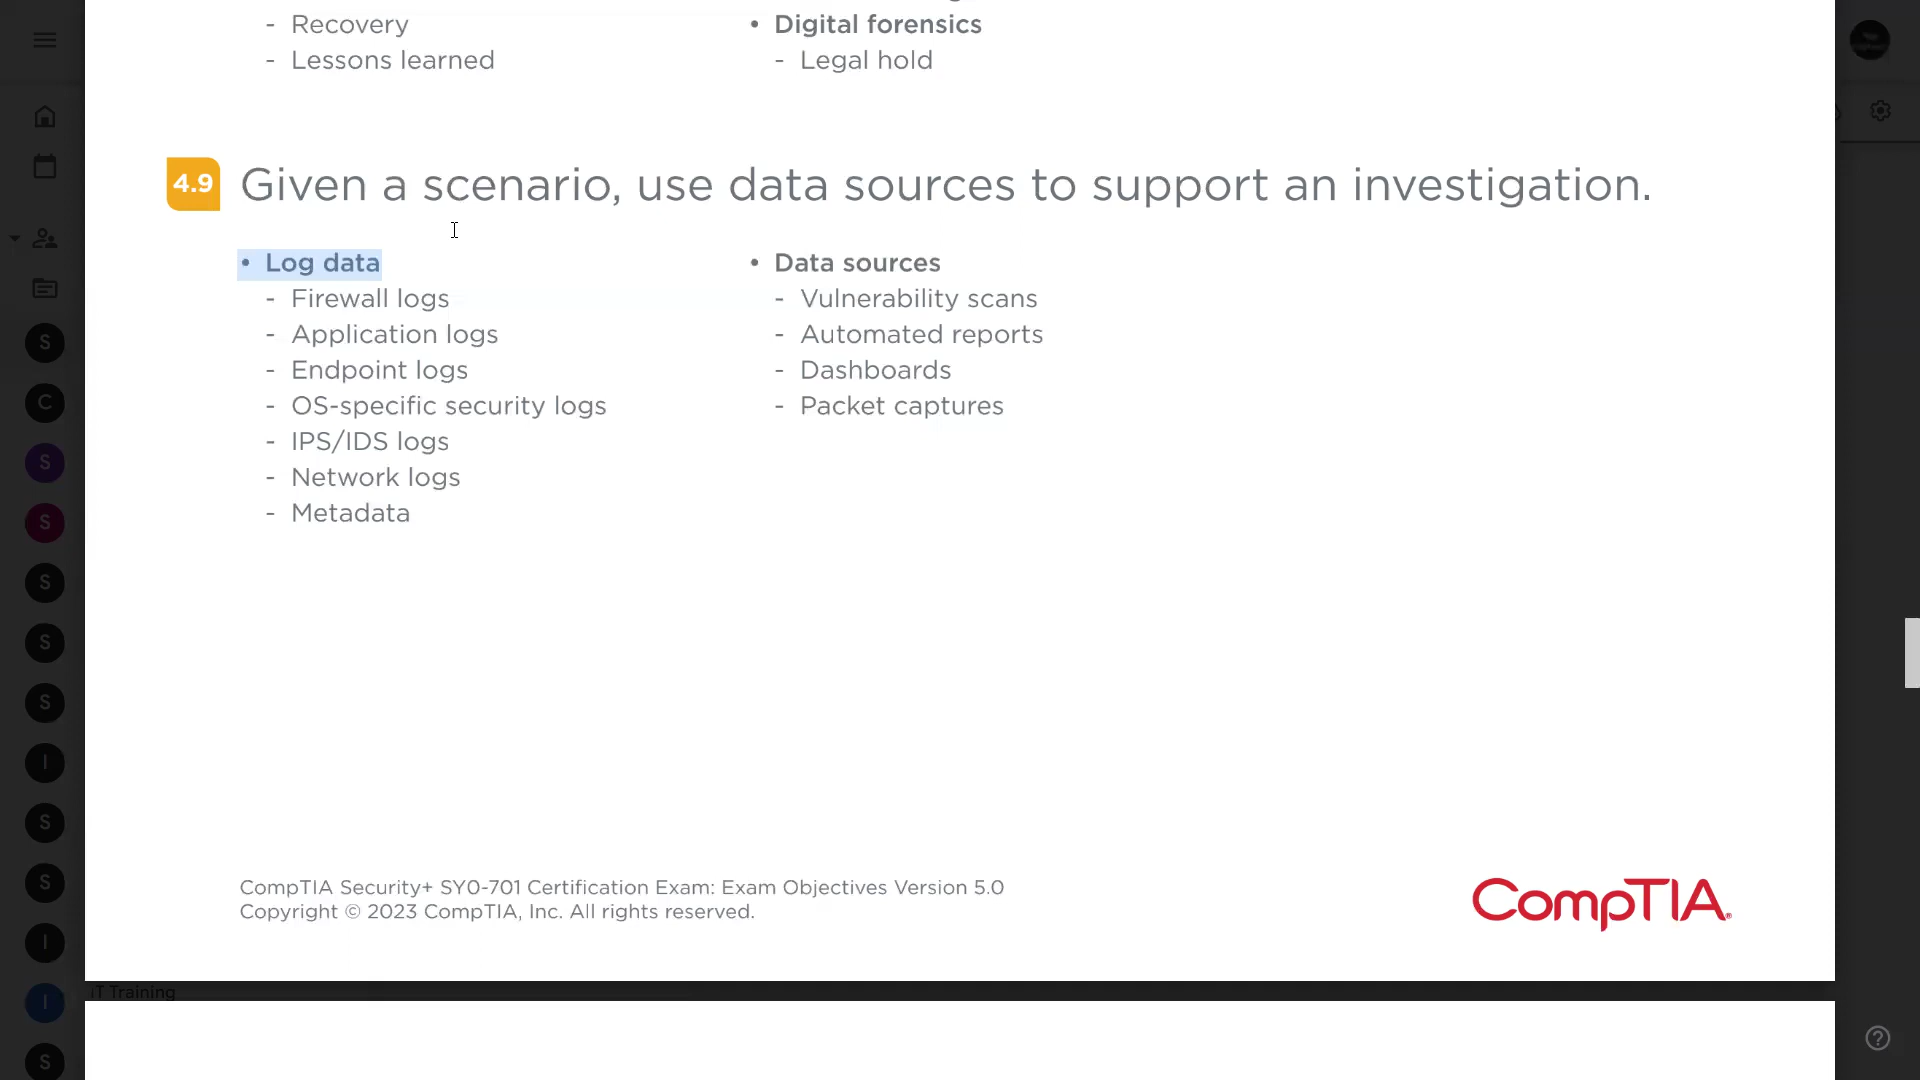 - Recovery
- Lessons learned
• Digital forensics
- Legal hold
4.9 Given a scenario, use data sources to support an investigation.
• Log data
- Firewall logs
- Application logs
- Endpoint logs
- OS-specific security logs
- IPS/IDS logs
- Network logs
- Metadata
• Data sources
- Vulnerability scans
- Automated reports
- Dashboards
- Packet captures
CompTIA Security+ SY0-701 Certification Exam: Exam Objectives Version 5.0
Copyright © 2023 CompTIA, Inc. All rights reserved.
CompTIA®
S
C
S
S
S
S
S
I
S
S
I
I
S
iT Training